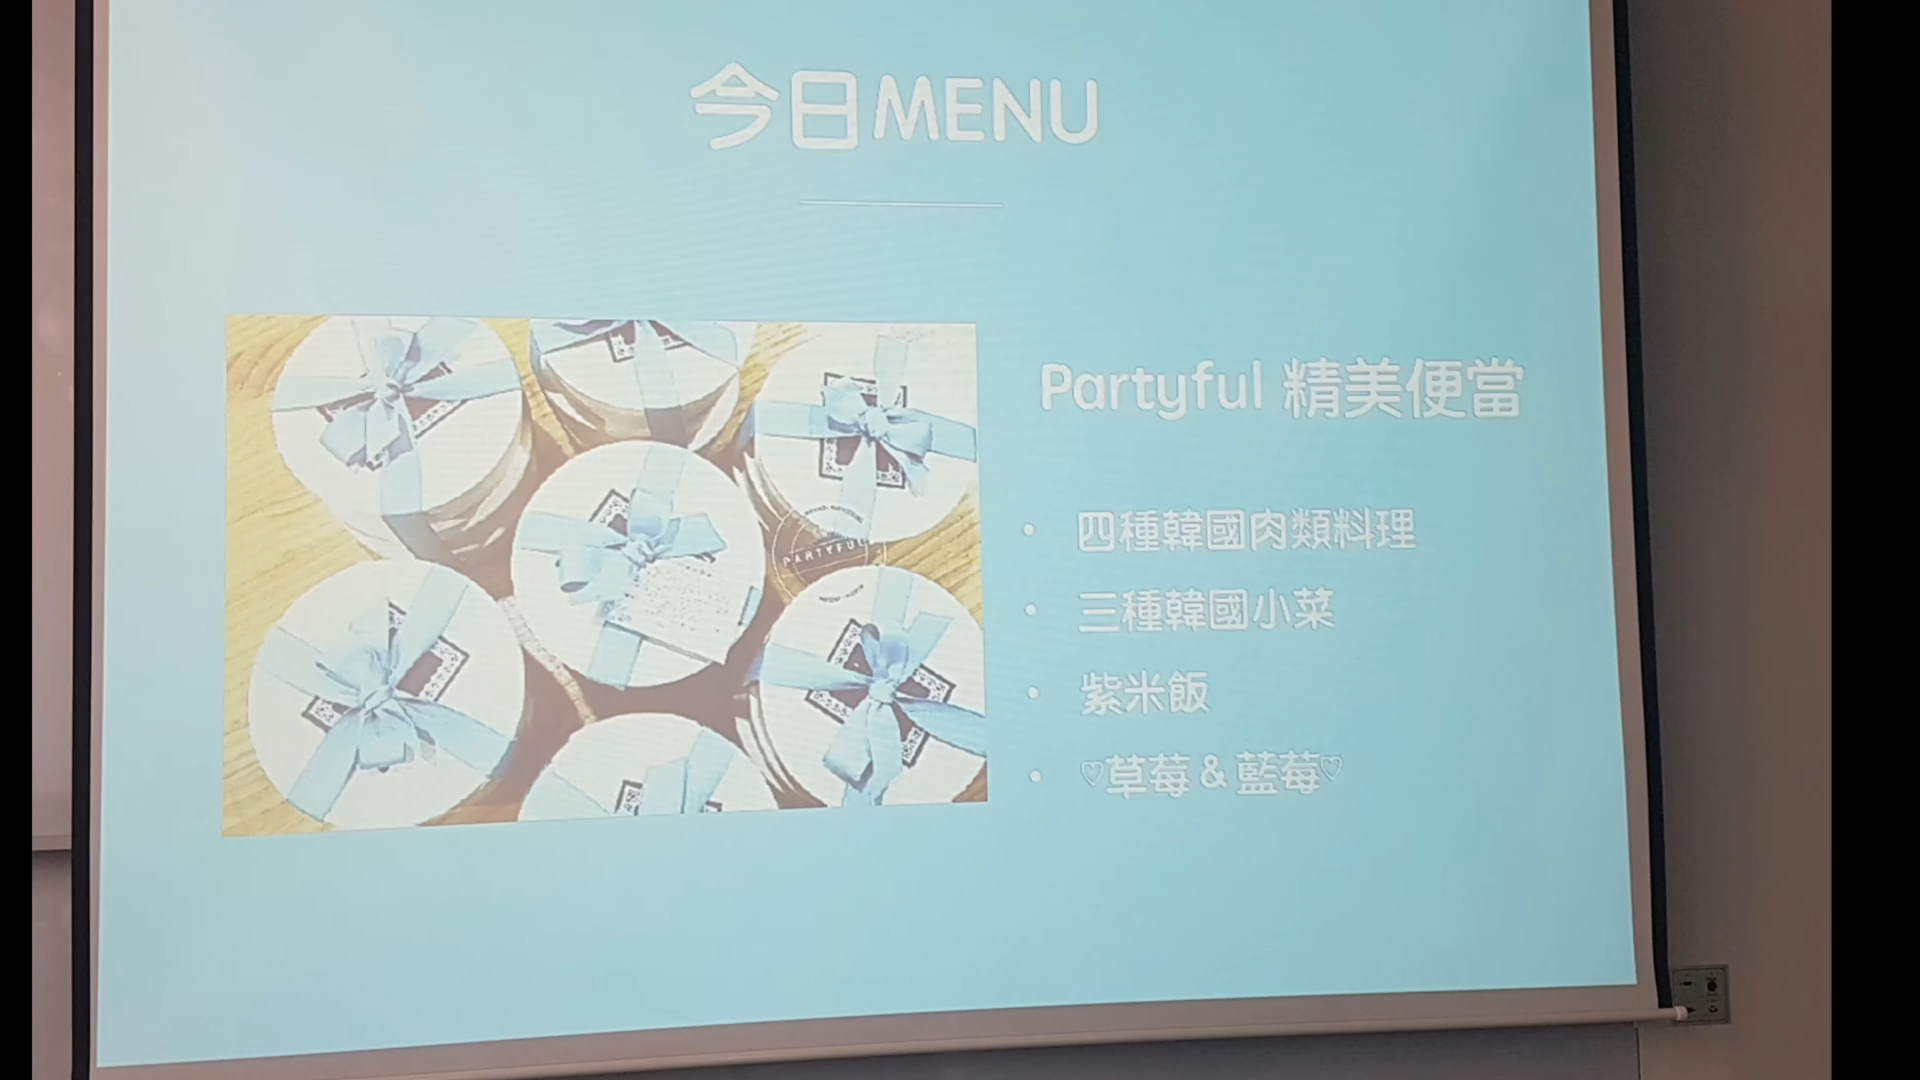 今日MENU
Partyful 精美便當
• 四種韓國肉類料理
• 三種韓國小菜
• 紫米飯
• ♡草莓 & 藍莓♡
PARTYFUL